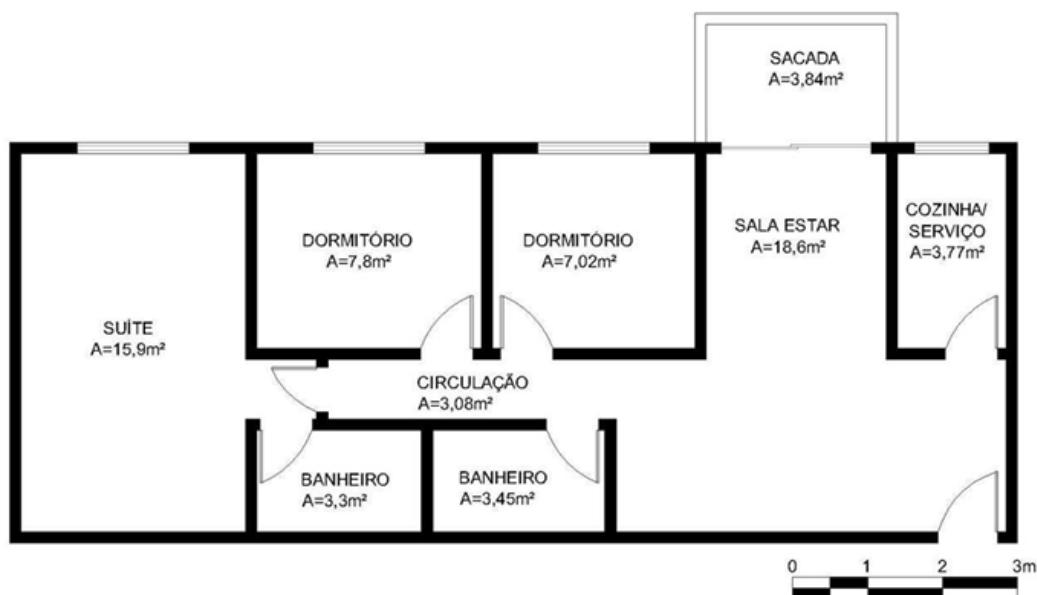 SACADA
A=3,84m²
DORMITÓRIO
A=7,8m²
DORMITÓRIO
A=7,02m²
SALA ESTAR
A=18,6m²
COZINHA/
SERVIÇO
A=3,77m²
SUÍTE
A=15,9m²
CIRCULAÇÃO
A=3,08m²
BANHEIRO
A=3,3m²
BANHEIRO
A=3,45m²
0 1 2 3m